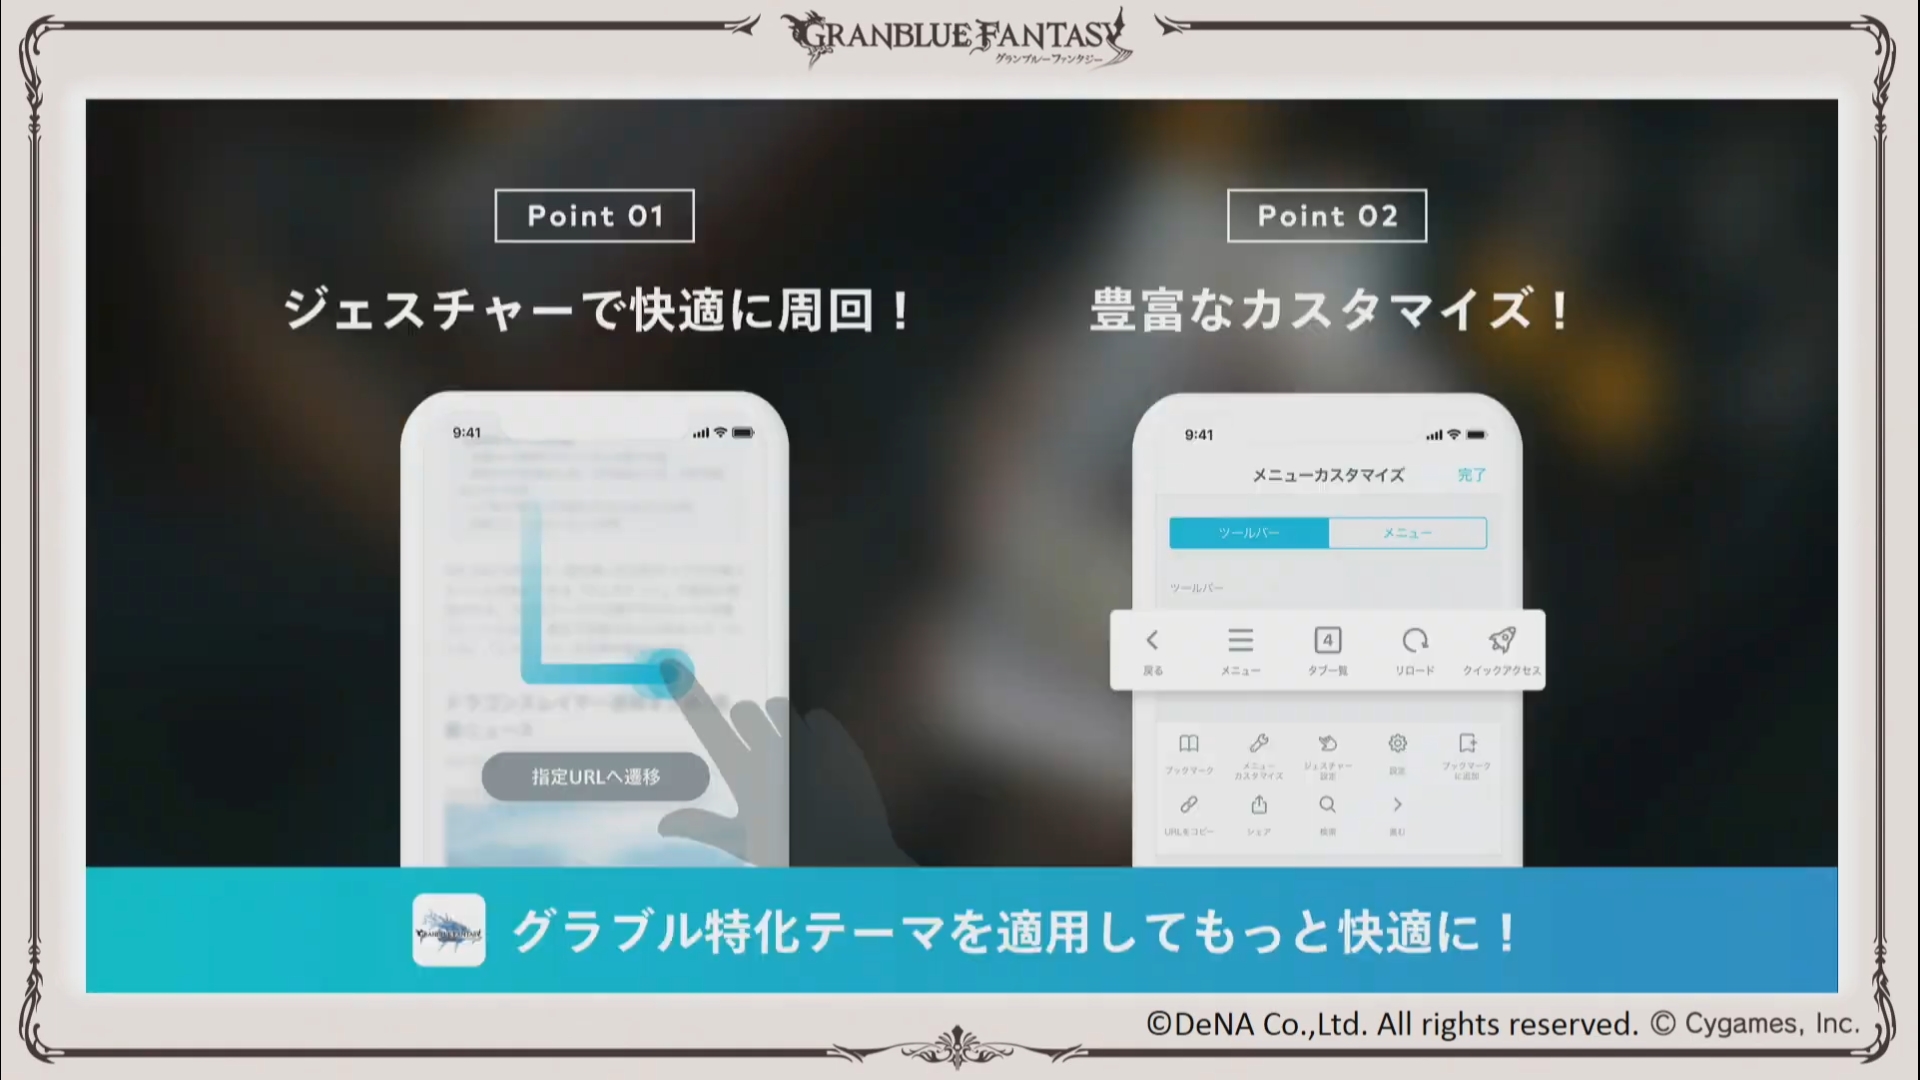 GRANBLUE FANTASY
グランブルーファンタジー
Point 01
ジェスチャーで快適に周回！
9:41
指定URLへ遷移
Point 02
豊富なカスタマイズ！
9:41
メニューカスタマイズ 完了
ツールバー メニュー
ツールバー
4
戻る メニュー タブ一覧 リロード クイックアクセス
ブックマーク メニューカスタマイズ ジェスチャー設定 設定 ブックマークに追加
URLをコピー シェア 検索 進む
GRANBLUE FANTASY
グラブル特化テーマを適用してもっと快適に！
©DeNA Co.,Ltd. All rights reserved. © Cygames, Inc.